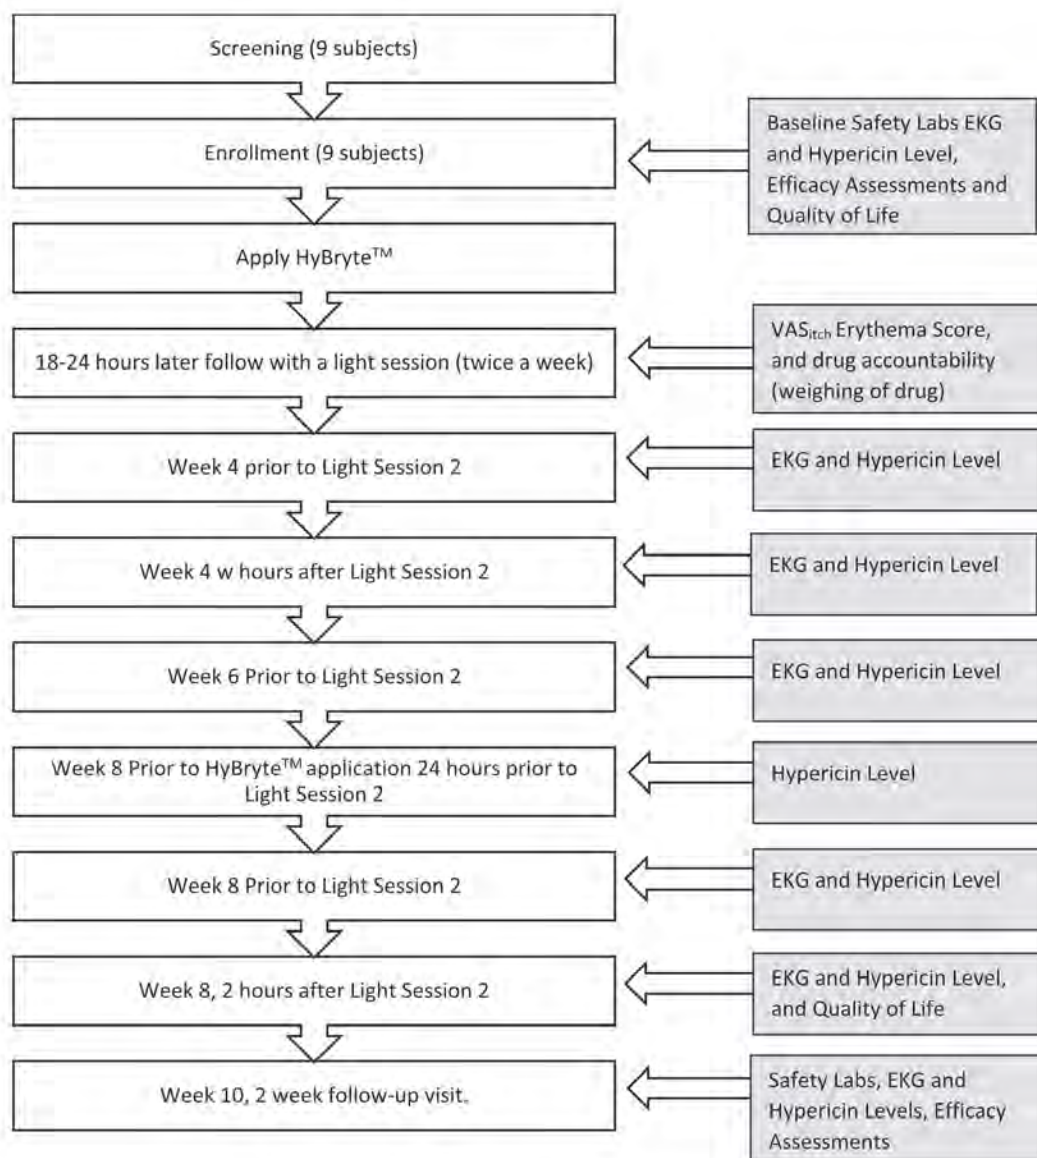 Screening (9 subjects)
Enrollment (9 subjects)
Baseline Safety Labs EKG
and Hypericin Level,
Efficacy Assessments and
Quality of Life
Apply HyBryte™
18-24 hours later follow with a light session (twice a week)
VASitch Erythema Score,
and drug accountability
(weighing of drug)
Week 4 prior to Light Session 2
EKG and Hypericin Level
Week 4 w hours after Light Session 2
EKG and Hypericin Level
Week 6 Prior to Light Session 2
EKG and Hypericin Level
Week 8 Prior to HyBryte™ application 24 hours prior to
Light Session 2
Hypericin Level
Week 8 Prior to Light Session 2
EKG and Hypericin Level
Week 8, 2 hours after Light Session 2
EKG and Hypericin Level,
and Quality of Life
Week 10, 2 week follow-up visit.
Safety Labs, EKG and
Hypericin Levels, Efficacy
Assessments